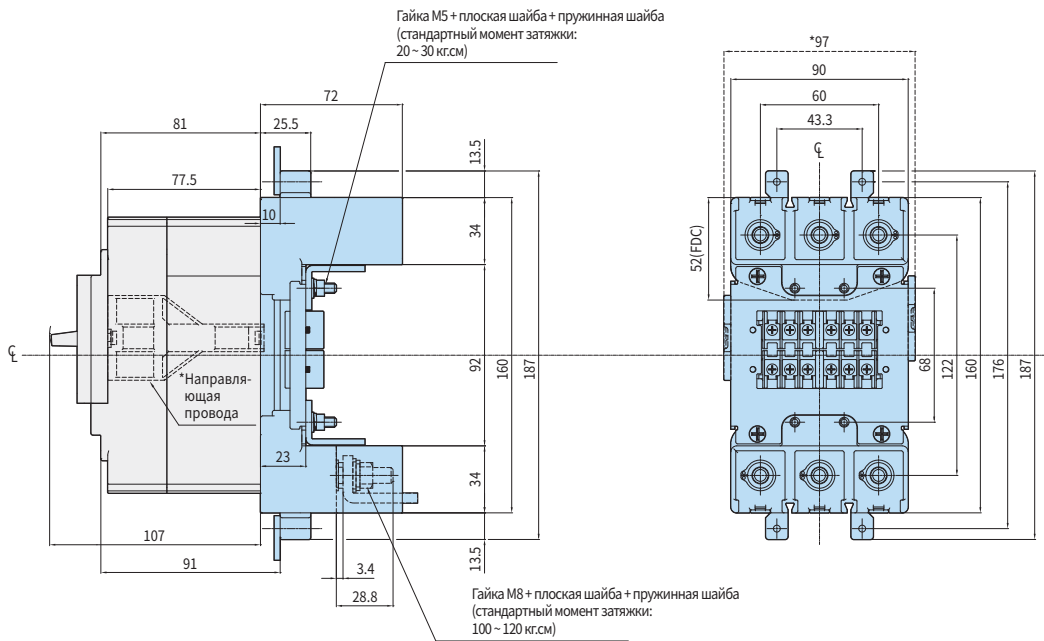 Гайка M5 + плоская шайба + пружинная шайба
(стандартный момент затяжки:
20 ~ 30 кг.см)
72
81
25.5
77.5
10
13.5
34
92
160
187
34
13.5
℄
*Направля-
ющая
провода
23
107
91
3.4
28.8
Гайка M8 + плоская шайба + пружинная шайба
(стандартный момент затяжки:
100 ~ 120 кг.см)
*97
90
60
43.3
℄
52(FDC)
68
122
160
176
187